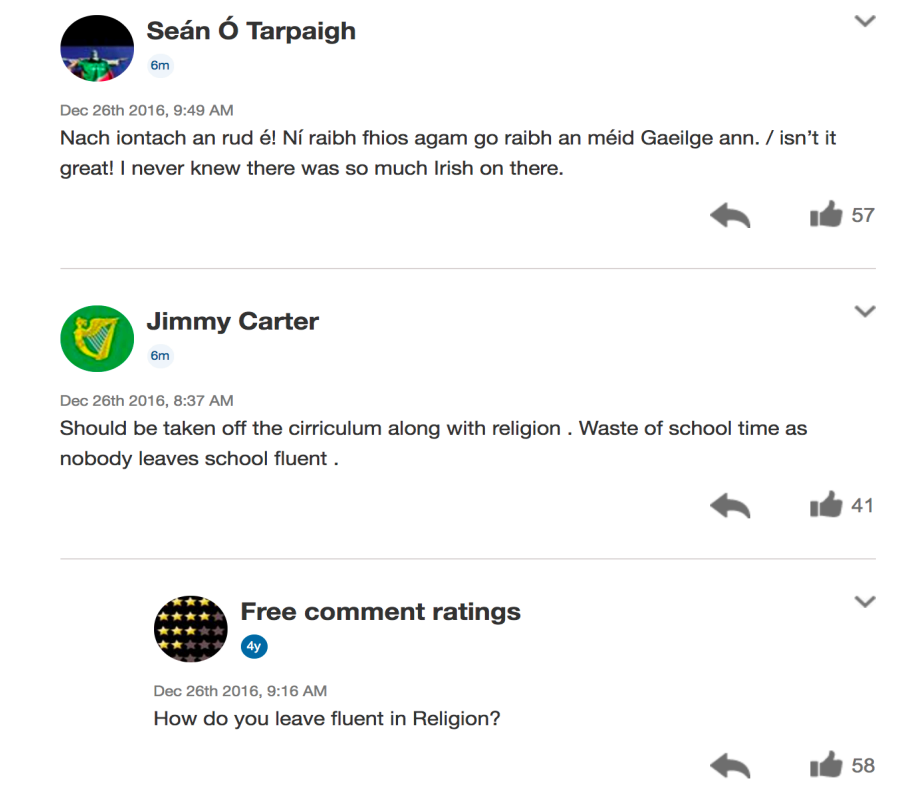 Seán Ó Tarpaigh
6m
Dec 26th 2016, 9:49 AM
Nach iontach an rud é! Ní raibh fhios agam go raibh an méid Gaeilge ann. / isn’t it
great! I never knew there was so much Irish on there.
57
Jimmy Carter
6m
Dec 26th 2016, 8:37 AM
Should be taken off the cirriculum along with religion . Waste of school time as
nobody leaves school fluent .
41
Free comment ratings
4y
Dec 26th 2016, 9:16 AM
How do you leave fluent in Religion?
58